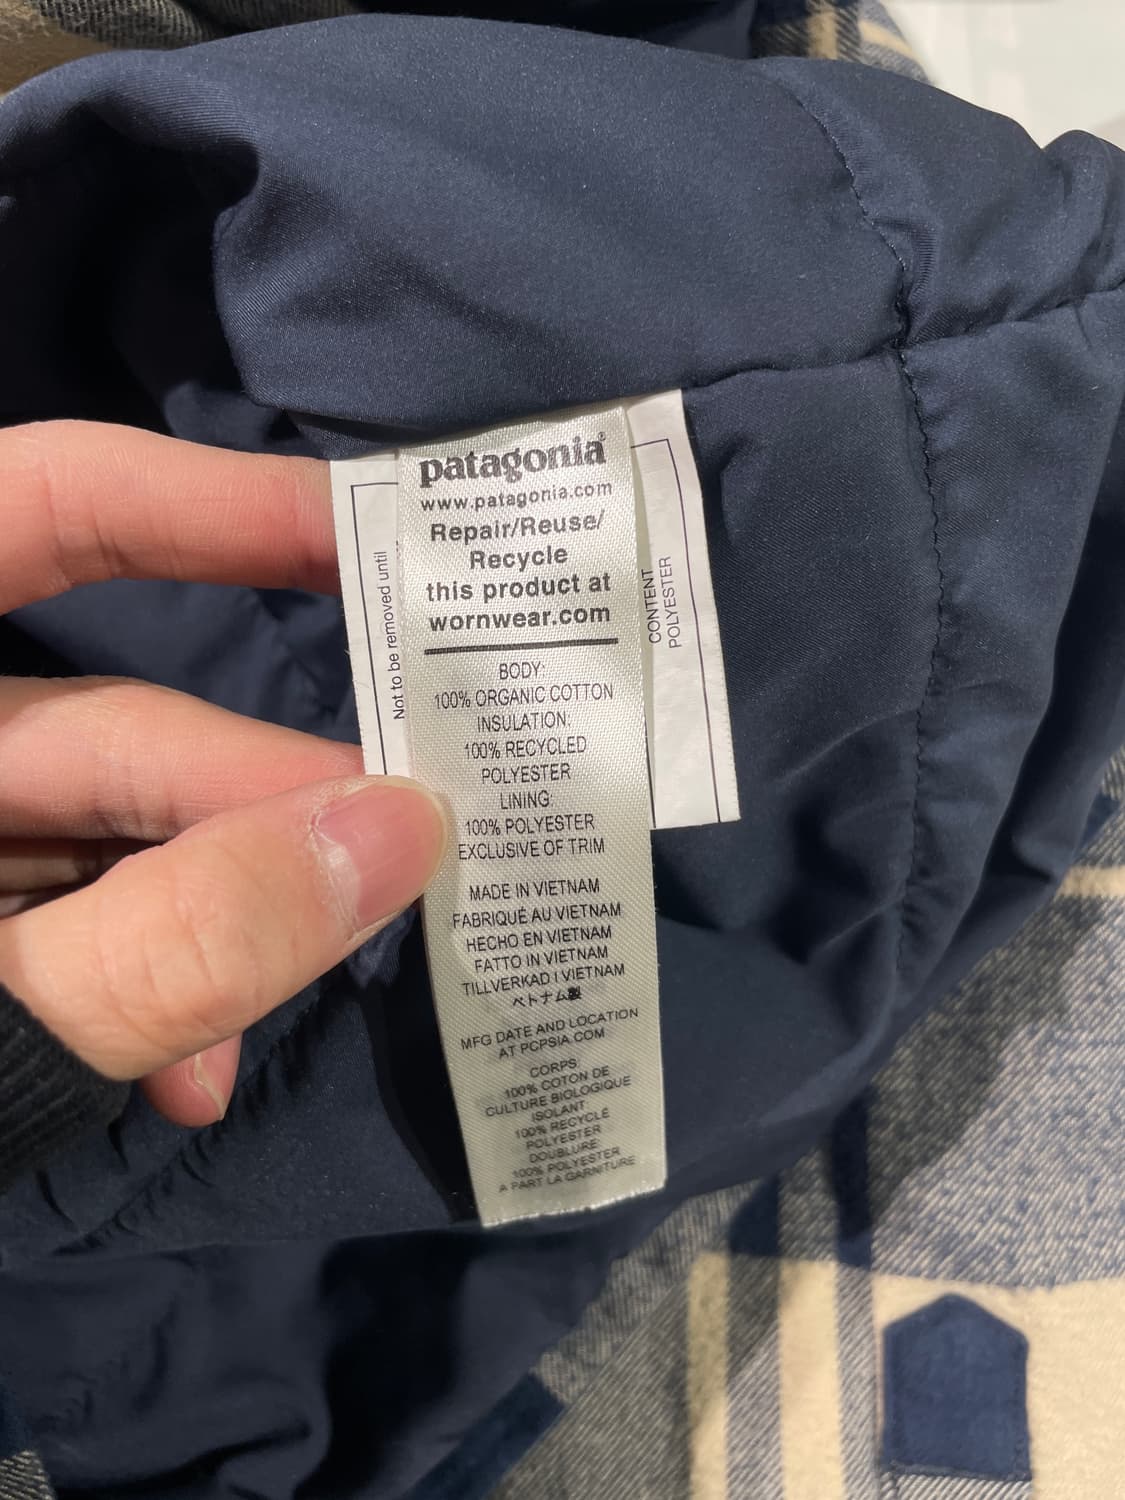 patagonia®
www.patagonia.com
Repair/Reuse/
Recycle
this product at
wornwear.com
BODY:
100% ORGANIC COTTON
INSULATION:
100% RECYCLED
POLYESTER
LINING:
100% POLYESTER
EXCLUSIVE OF TRIM
MADE IN VIETNAM
FABRIQUÉ AU VIETNAM
HECHO EN VIETNAM
FATTO IN VIETNAM
TILLVERKAD I VIETNAM
ベトナム製
MFG DATE AND LOCATION
AT PCPSIA.COM
CORPS:
100% COTON DE
CULTURE BIOLOGIQUE
ISOLANT:
100% RECYCLÉ
POLYESTER
DOUBLURE:
100% POLYESTER
A PART LA GARNITURE
Not to be removed until
CONTENT
POLYESTER